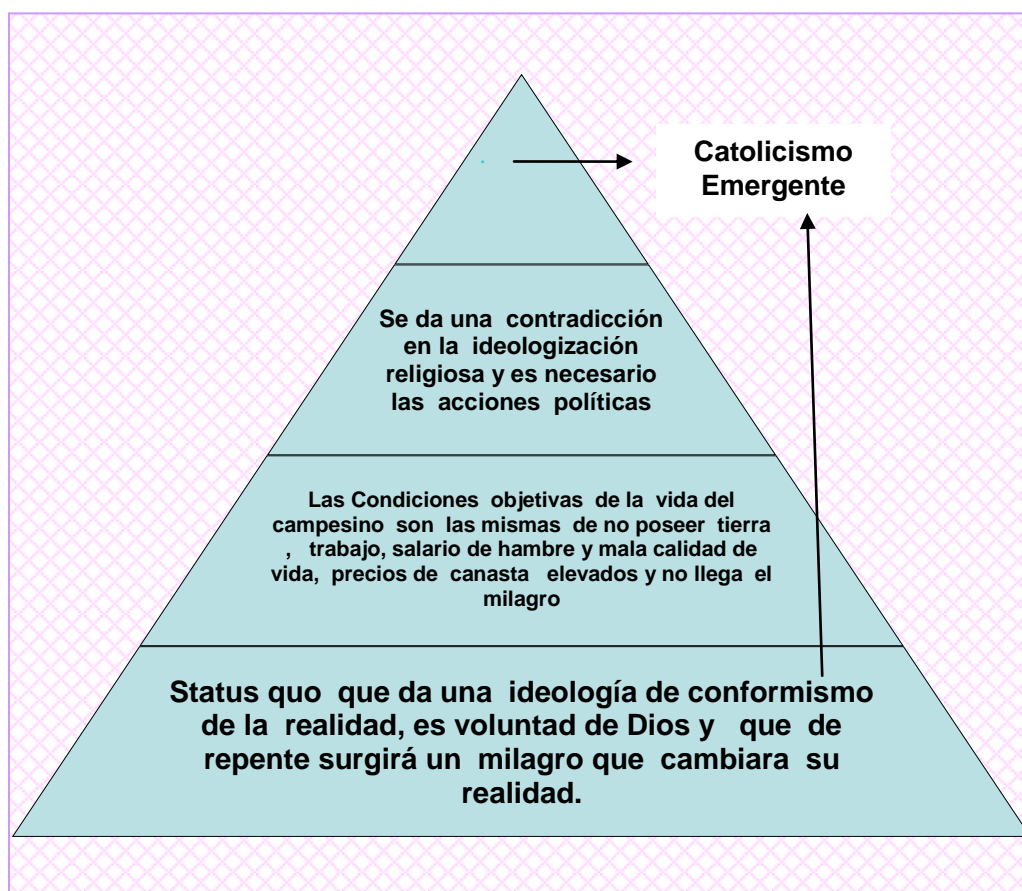 Catolicismo
Emergente
Se da una contradicción
en la ideologización
religiosa y es necesario
las acciones políticas
Las Condiciones objetivas de la vida del
campesino son las mismas de no poseer tierra
, trabajo, salario de hambre y mala calidad de
vida, precios de canasta elevados y no llega el
milagro
Status quo que da una ideología de conformismo
de la realidad, es voluntad de Dios y que de
repente surgirá un milagro que cambiara su
realidad.